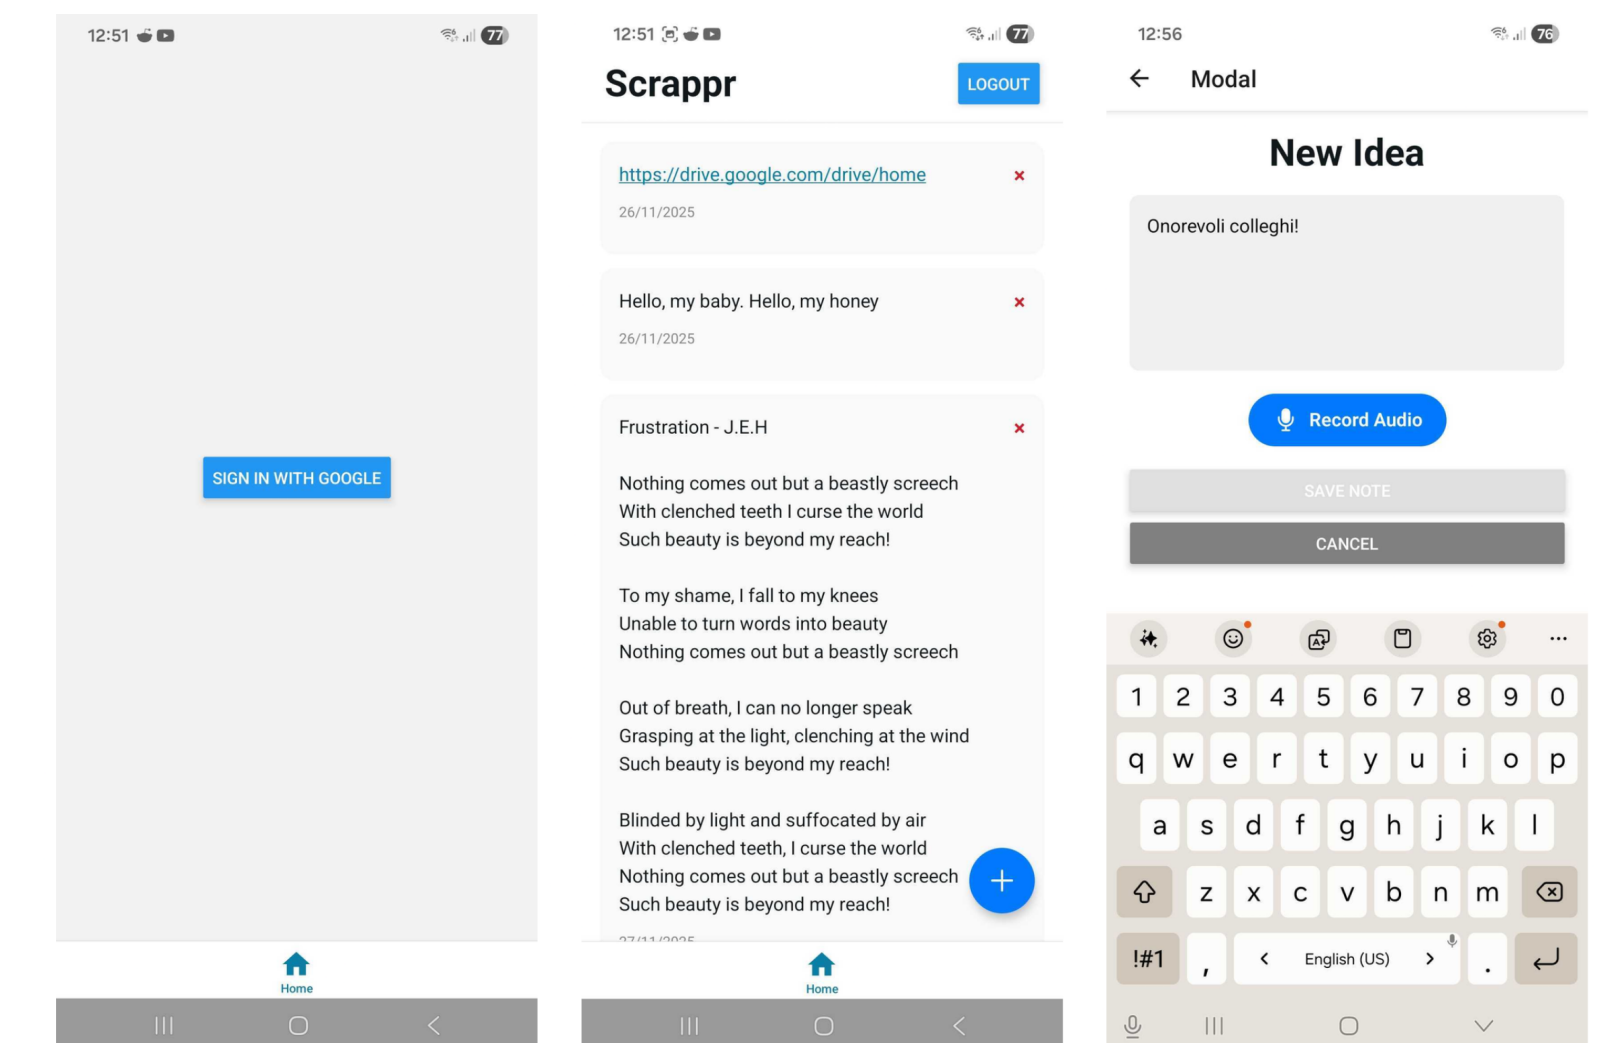 12:51
77
SIGN IN WITH GOOGLE
Home
12:51
77
Scrappr
LOGOUT
https://drive.google.com/drive/home
26/11/2025
Hello, my baby. Hello, my honey
26/11/2025
Frustration - J.E.H
Nothing comes out but a beastly screech
With clenched teeth I curse the world
Such beauty is beyond my reach!
To my shame, I fall to my knees
Unable to turn words into beauty
Nothing comes out but a beastly screech
Out of breath, I can no longer speak
Grasping at the light, clenching at the wind
Such beauty is beyond my reach!
Blinded by light and suffocated by air
With clenched teeth, I curse the world
Nothing comes out but a beastly screech
Such beauty is beyond my reach!
27/11/2025
Home
12:56
76
Modal
New Idea
Onorevoli colleghi!
Record Audio
SAVE NOTE
CANCEL
1 2 3 4 5 6 7 8 9 0
q w e r t y u i o p
a s d f g h j k l
z x c v b n m
!#1 , English (US) .